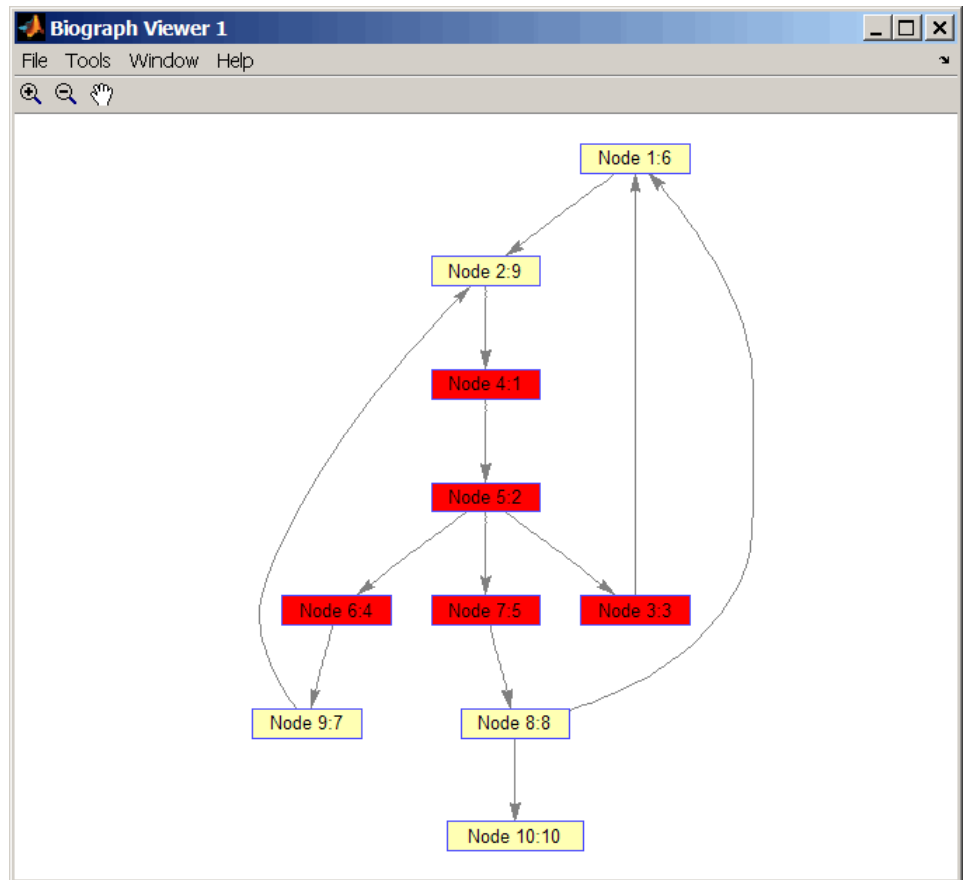 Biograph Viewer 1
File Tools Window Help
Node 1:6
Node 2:9
Node 4:1
Node 5:2
Node 6:4 Node 7:5 Node 3:3
Node 9:7 Node 8:8
Node 10:10